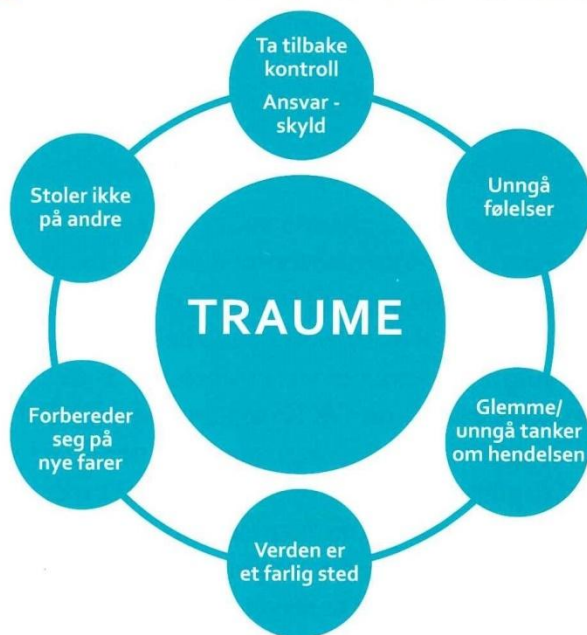 Ta tilbake
kontroll
Ansvar -
skyld
Unngå
følelser
Glemme/
unngå tanker
om hendelsen
Verden er
et farlig sted
Forbereder
seg på
nye farer
Stoler ikke
på andre
TRAUME